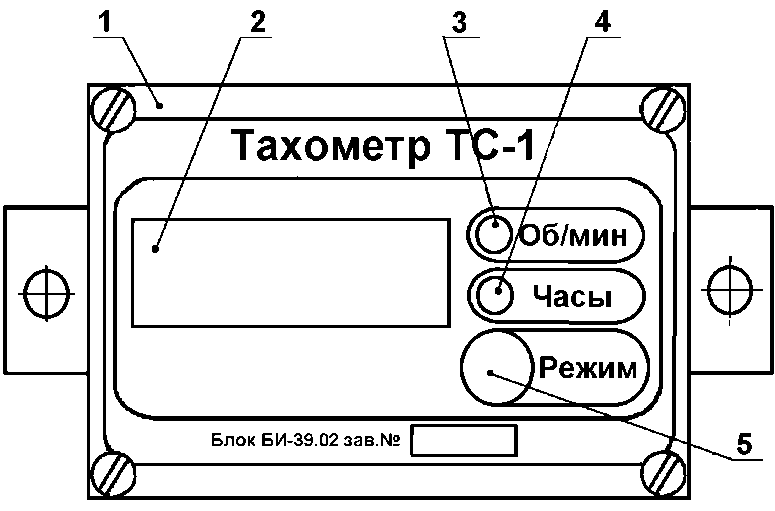 1 2 3 4
Тахометр ТС-1
Об/мин
Часы
Режим
Блок БИ-39.02 зав.№
5